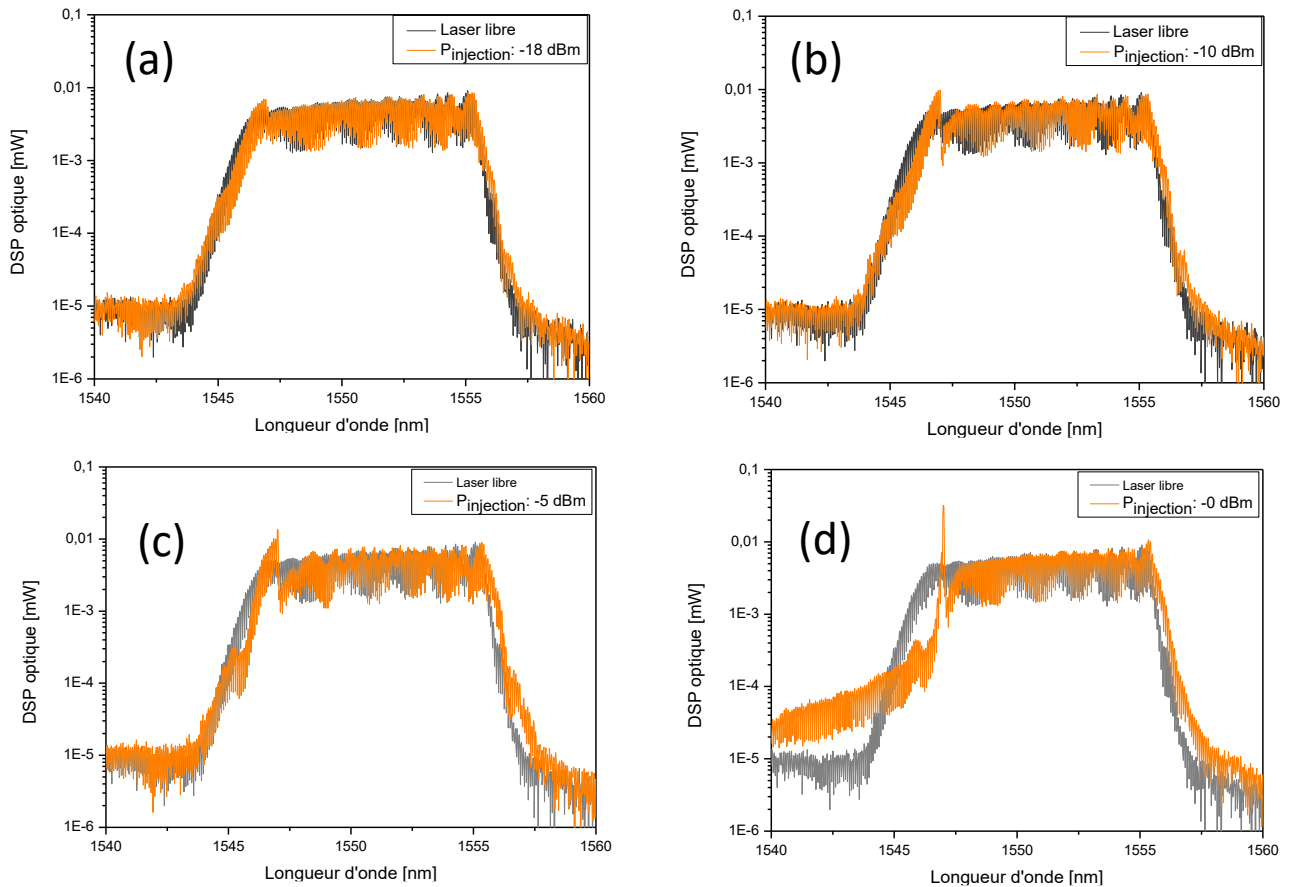 (a)
Laser libre
Pinjection: -18 dBm
DSP optique [mW]
0,1
0,01
1E-3
1E-4
1E-5
1E-6
1540 1545 1550 1555 1560
Longueur d'onde [nm]
(b)
Laser libre
Pinjection: -10 dBm
DSP optique [mW]
0,1
0,01
1E-3
1E-4
1E-5
1E-6
1540 1545 1550 1555 1560
Longueur d'onde [nm]
(c)
Laser libre
Pinjection: -5 dBm
DSP optique [mW]
0,1
0,01
1E-3
1E-4
1E-5
1E-6
1540 1545 1550 1555 1560
Longueur d'onde [nm]
(d)
Laser libre
Pinjection: -0 dBm
DSP optique [mW]
0,1
0,01
1E-3
1E-4
1E-5
1E-6
1540 1545 1550 1555 1560
Longueur d'onde [nm]